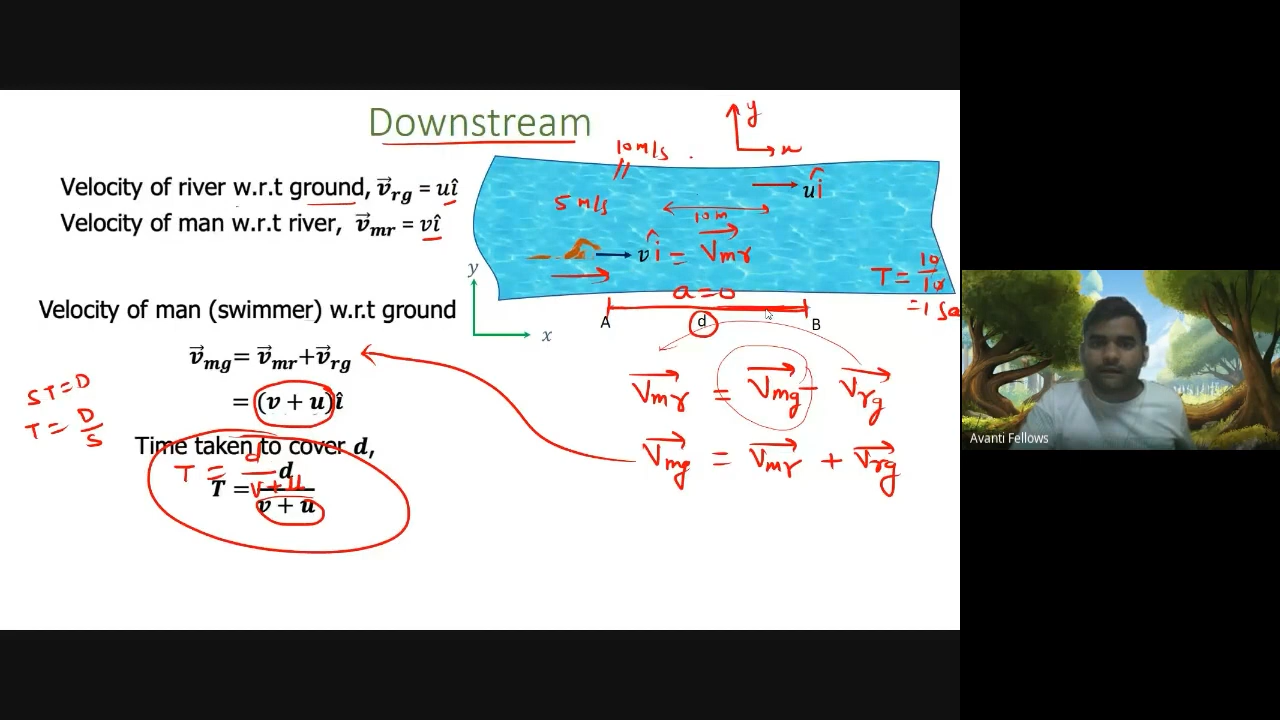 Downstream
Velocity of river w.r.t ground, v⃗rg = uî
Velocity of man w.r.t river, v⃗mr = vî
Velocity of man (swimmer) w.r.t ground
v⃗mg= v⃗mr+v⃗rg
= (v + u)î
ST=D
T = D/S
Time taken to cover d,
T = d/(v+u)
T = d/(v + u)
y
x
10 m/s
5 m/s
uî
10m
vî = Vmr
T = 10/10
= 1 se
a=0
y
x
A
d
B
Vmr = Vmg - Vrg
Vmg = Vmr + Vrg
Avanti Fellows